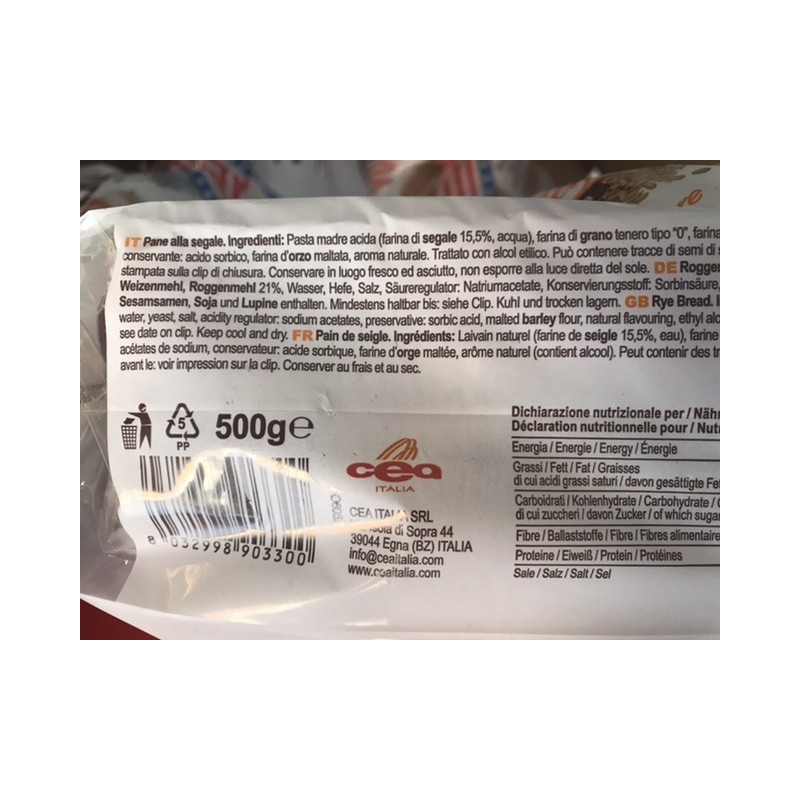 IT Pane alla segale. Ingredienti: Pasta madre acida (farina di segale 15,5%, acqua), farina di grano tenero tipo "0", farina
conservante: acido sorbico, farina d'orzo maltata, aroma naturale. Trattato con alcol etilico. Può contenere tracce di semi di
stampata sulla clip di chiusura. Conservare in luogo fresco ed asciutto, non esporre alla luce diretta del sole. DE Rogger
Weizenmehl, Roggenmehl 21%, Wasser, Hefe, Salz, Säureregulator: Natriumacetate, Konservierungsstoff: Sorbinsäure,
Sesamsamen, Soja und Lupine enthalten. Mindestens haltbar bis: siehe Clip. Kuhl und trocken lagern. GB Rye Bread.
water, yeast, salt, acidity regulator: sodium acetates, preservative: sorbic acid, malted barley flour, natural flavouring, ethyl alc
see date on clip. Keep cool and dry. FR Pain de seigle. Ingrédients: Laivain naturel (farine de seigle 15,5%, eau), farine
acétates de sodium, conservateur: acide sorbique, farine d'orge maltée, arôme naturel (contient alcool). Peut contenir des tr
avant le: voir impression sur la clip. Conserver au frais et au sec.
5
PP
500g e
8 032998 903300
cea
ITALIA
CEA ITALIA SRL
di Sopra 44
39044 Egna (BZ) ITALIA
info@ceaitalia.com
www.ceaitalia.com
Dichiarazione nutrizionale per / Nähr
Déclaration nutritionnelle pour / Nutr
Energia / Energie / Energy / Énergie
Grassi / Fett / Fat / Graisses
di cui acidi grassi saturi / davon gesättigte Fe
Carboidrati / Kohlenhydrate / Carbohydrate /
di cui zuccheri / davon Zucker / of which suga
Fibre / Ballaststoffe / Fibre / Fibres alimentaire
Proteine / Eiweiß / Protein / Protéines
Sale / Salz / Salt / Sel